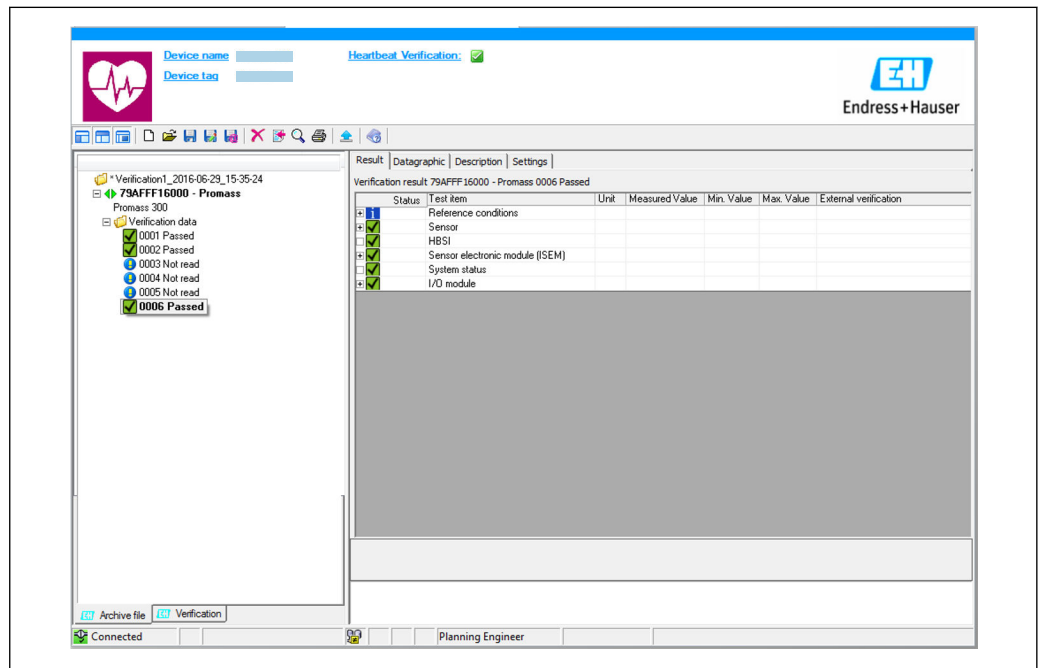 Device name
Heartbeat Verification:
Device tag
Endress+Hauser
Result Datagraphic Description Settings
* Verification1_2016-06-29_15-35-24
Verification result 79AFFF16000 - Promass 0006 Passed
79AFFF16000 - Promass
Status Test item Unit Measured Value Min. Value Max. Value External verification
Promass 300
Reference conditions
Verification data
Sensor
0001 Passed
HBSI
0002 Passed
Sensor electronic module (ISEM)
0003 Not read
System status
0004 Not read
I/O module
0005 Not read
0006 Passed
Archive file Verification
Connected
Planning Engineer